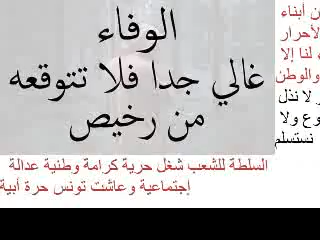 الوفاء
غالي جدا فلا تتوقعه
من رخيص
ن أبناء
لأحرار
لنا إلا
والوطن
لا نذل
وع ولا
نستسلم
السلطة للشعب شغل حرية كرامة وطنية عدالة
إجتماعية وعاشت تونس حرة أبية